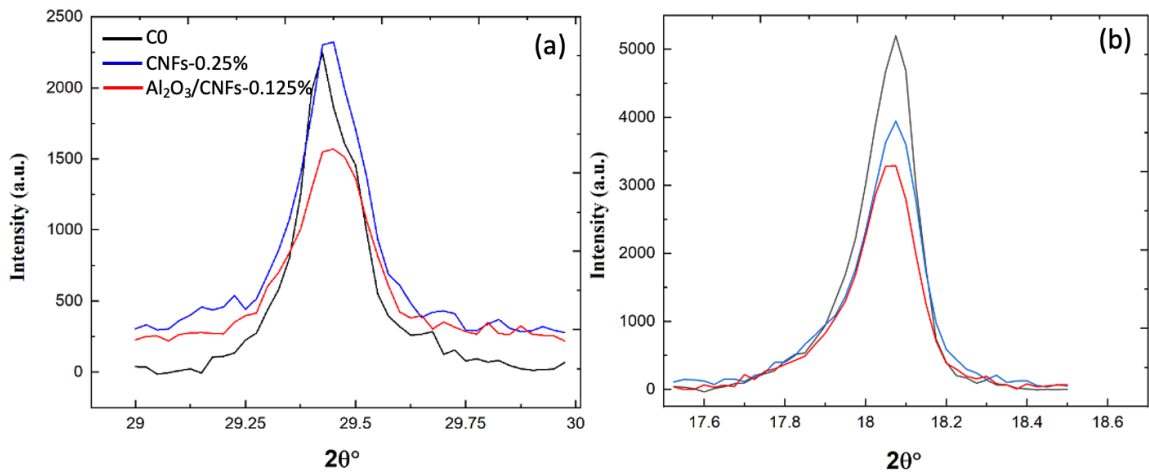 2500
2000
1500
1000
500
0
Intensity (a.u.)
C0
CNFs-0.25%
Al₂O₃/CNFs-0.125%
(a)
29
29.25
29.5
29.75
30
2θ°
5000
4000
3000
2000
1000
0
Intensity (a.u.)
(b)
17.6
17.8
18
18.2
18.4
18.6
2θ°